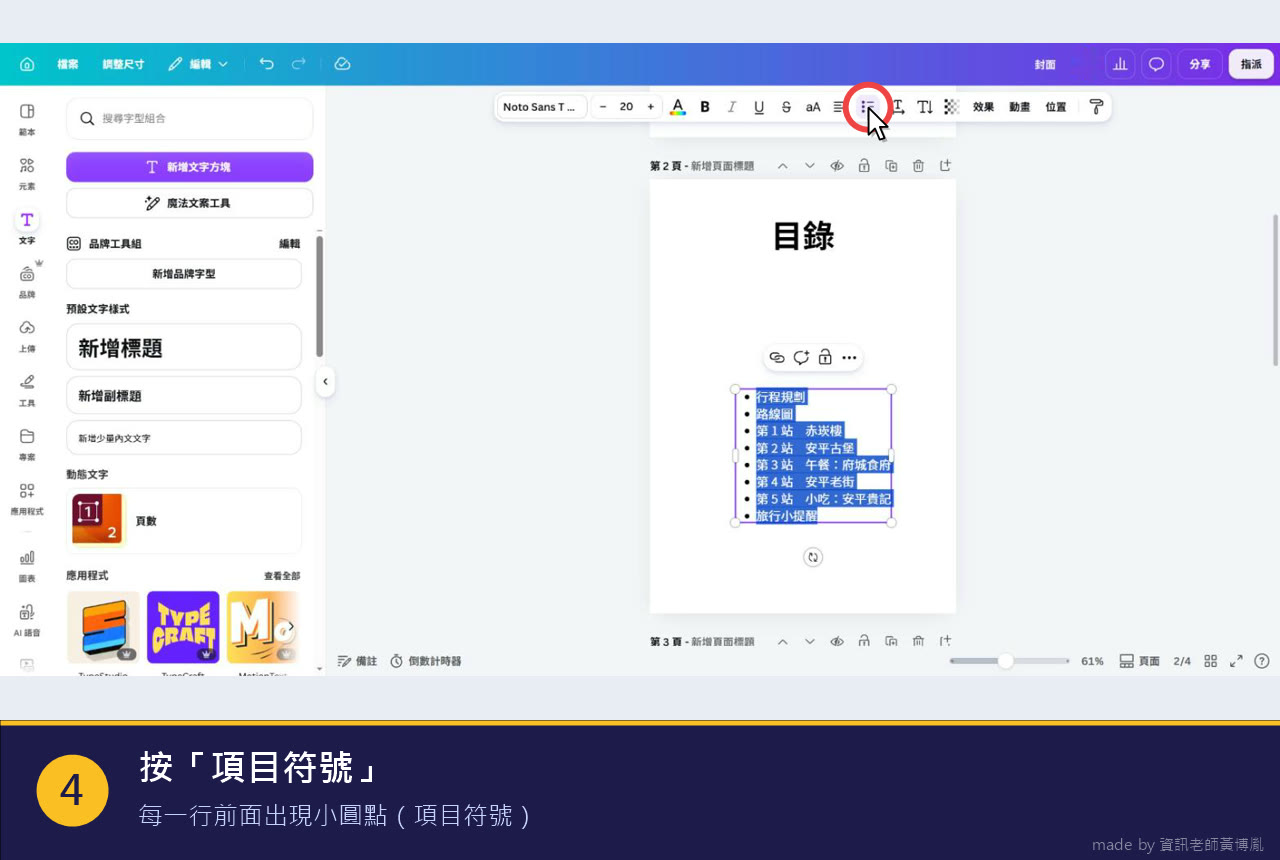 檔案 調整尺寸 編輯 封面 分享 指派
Noto Sans T ... − 20 + A B I U S aA 效果 動畫 位置
範本
元素
文字
品牌
上傳
工具
專案
應用程式
圖表
AI 語音
搜尋字型組合
新增文字方塊
魔法文案工具
品牌工具組 編輯
新增品牌字型
預設文字樣式
新增標題
新增副標題
新增少量內文文字
動態文字
1 2 頁數
應用程式 查看全部
TYPE CRAFT
Mo
TypeStudio TypeCraft MotionText
第 2 頁 - 新增頁面標題
目錄
行程規劃
路線圖
第 1 站 赤崁樓
第 2 站 安平古堡
第 3 站 午餐：府城食府
第 4 站 安平老街
第 5 站 小吃：安平貴記
旅行小提醒
第 3 頁 - 新增頁面標題
備註 倒數計時器 61% 頁面 2/4
4
按「項目符號」
每一行前面出現小圓點（項目符號）
made by 資訊老師黃博胤